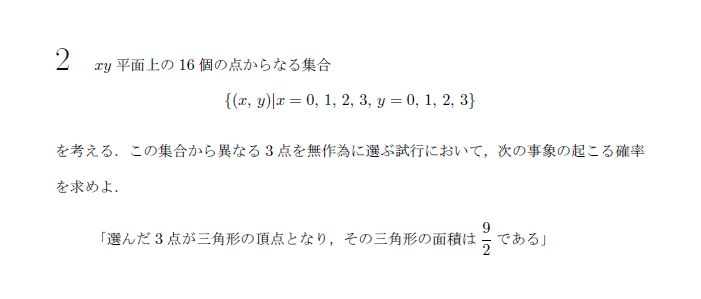 2 xy 平面上の 16 個の点からなる集合
{(x, y)|x = 0, 1, 2, 3, y = 0, 1, 2, 3}
を考える．この集合から異なる 3 点を無作為に選ぶ試行において，次の事象の起こる確率
を求めよ．
「選んだ 3 点が三角形の頂点となり，その三角形の面積は 9/2 である」